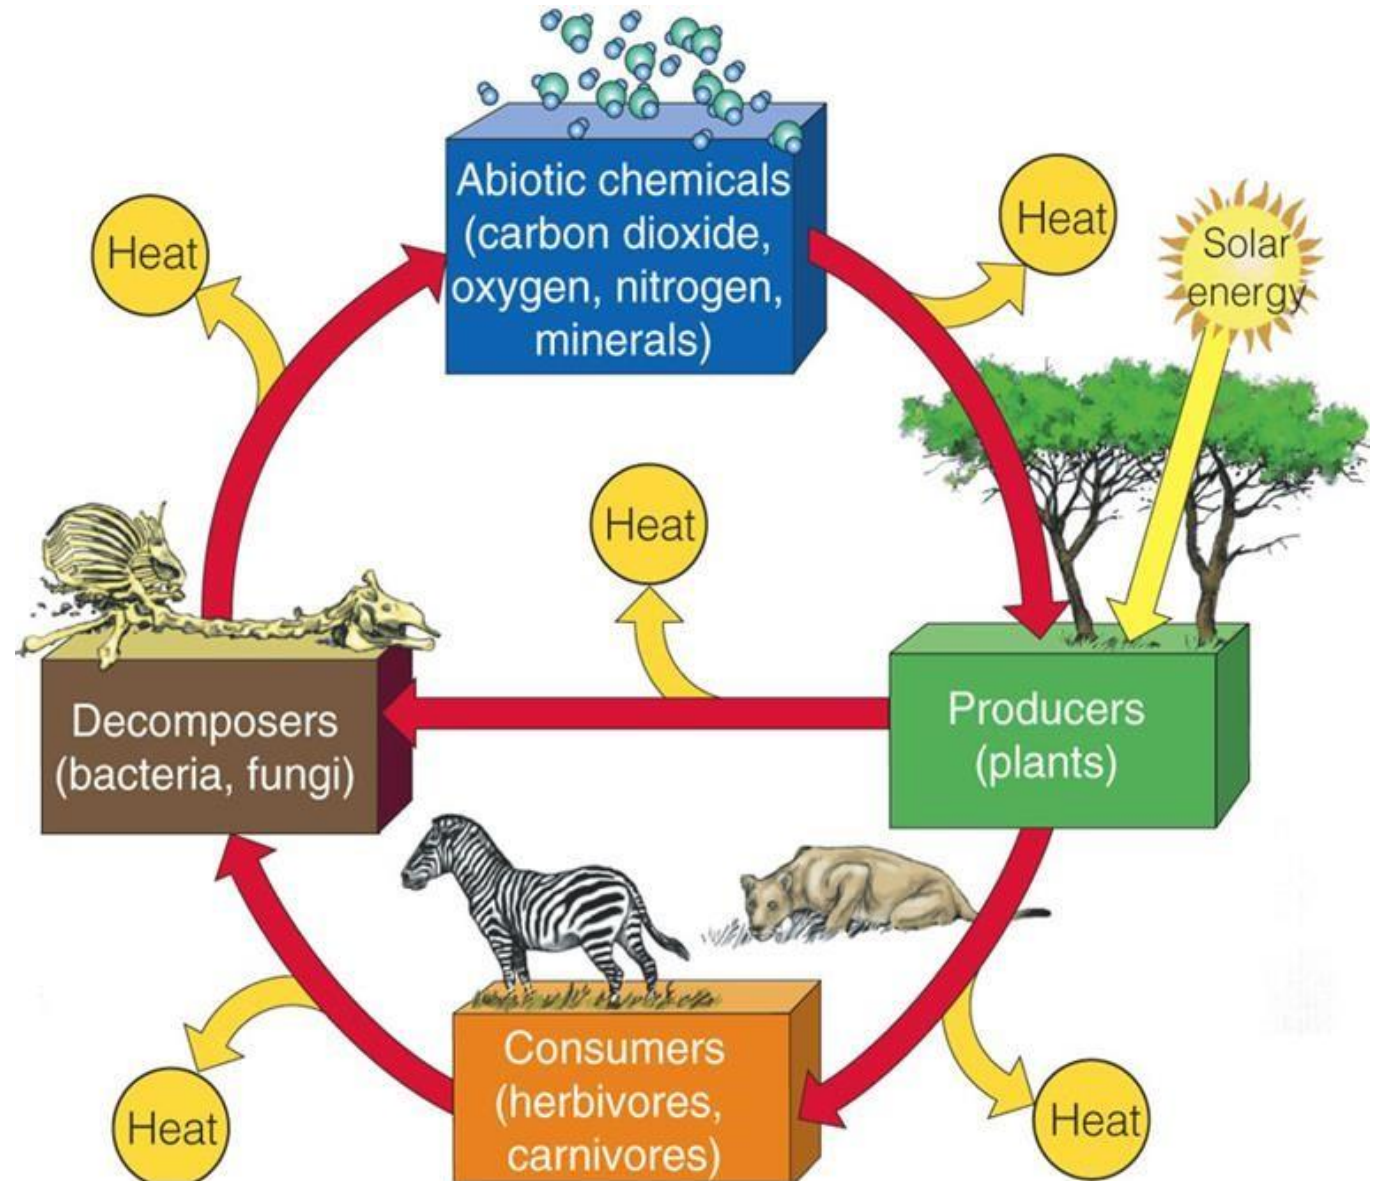 Abiotic chemicals
(carbon dioxide,
oxygen, nitrogen,
minerals)
Heat
Heat
Solar
energy
Heat
Decomposers
(bacteria, fungi)
Producers
(plants)
Consumers
(herbivores,
carnivores)
Heat
Heat